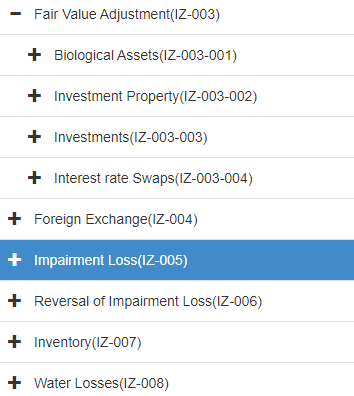 Fair Value Adjustment(IZ-003)
Biological Assets(IZ-003-001)
Investment Property(IZ-003-002)
Investments(IZ-003-003)
Interest rate Swaps(IZ-003-004)
Foreign Exchange(IZ-004)
Impairment Loss(IZ-005)
Reversal of Impairment Loss(IZ-006)
Inventory(IZ-007)
Water Losses(IZ-008)